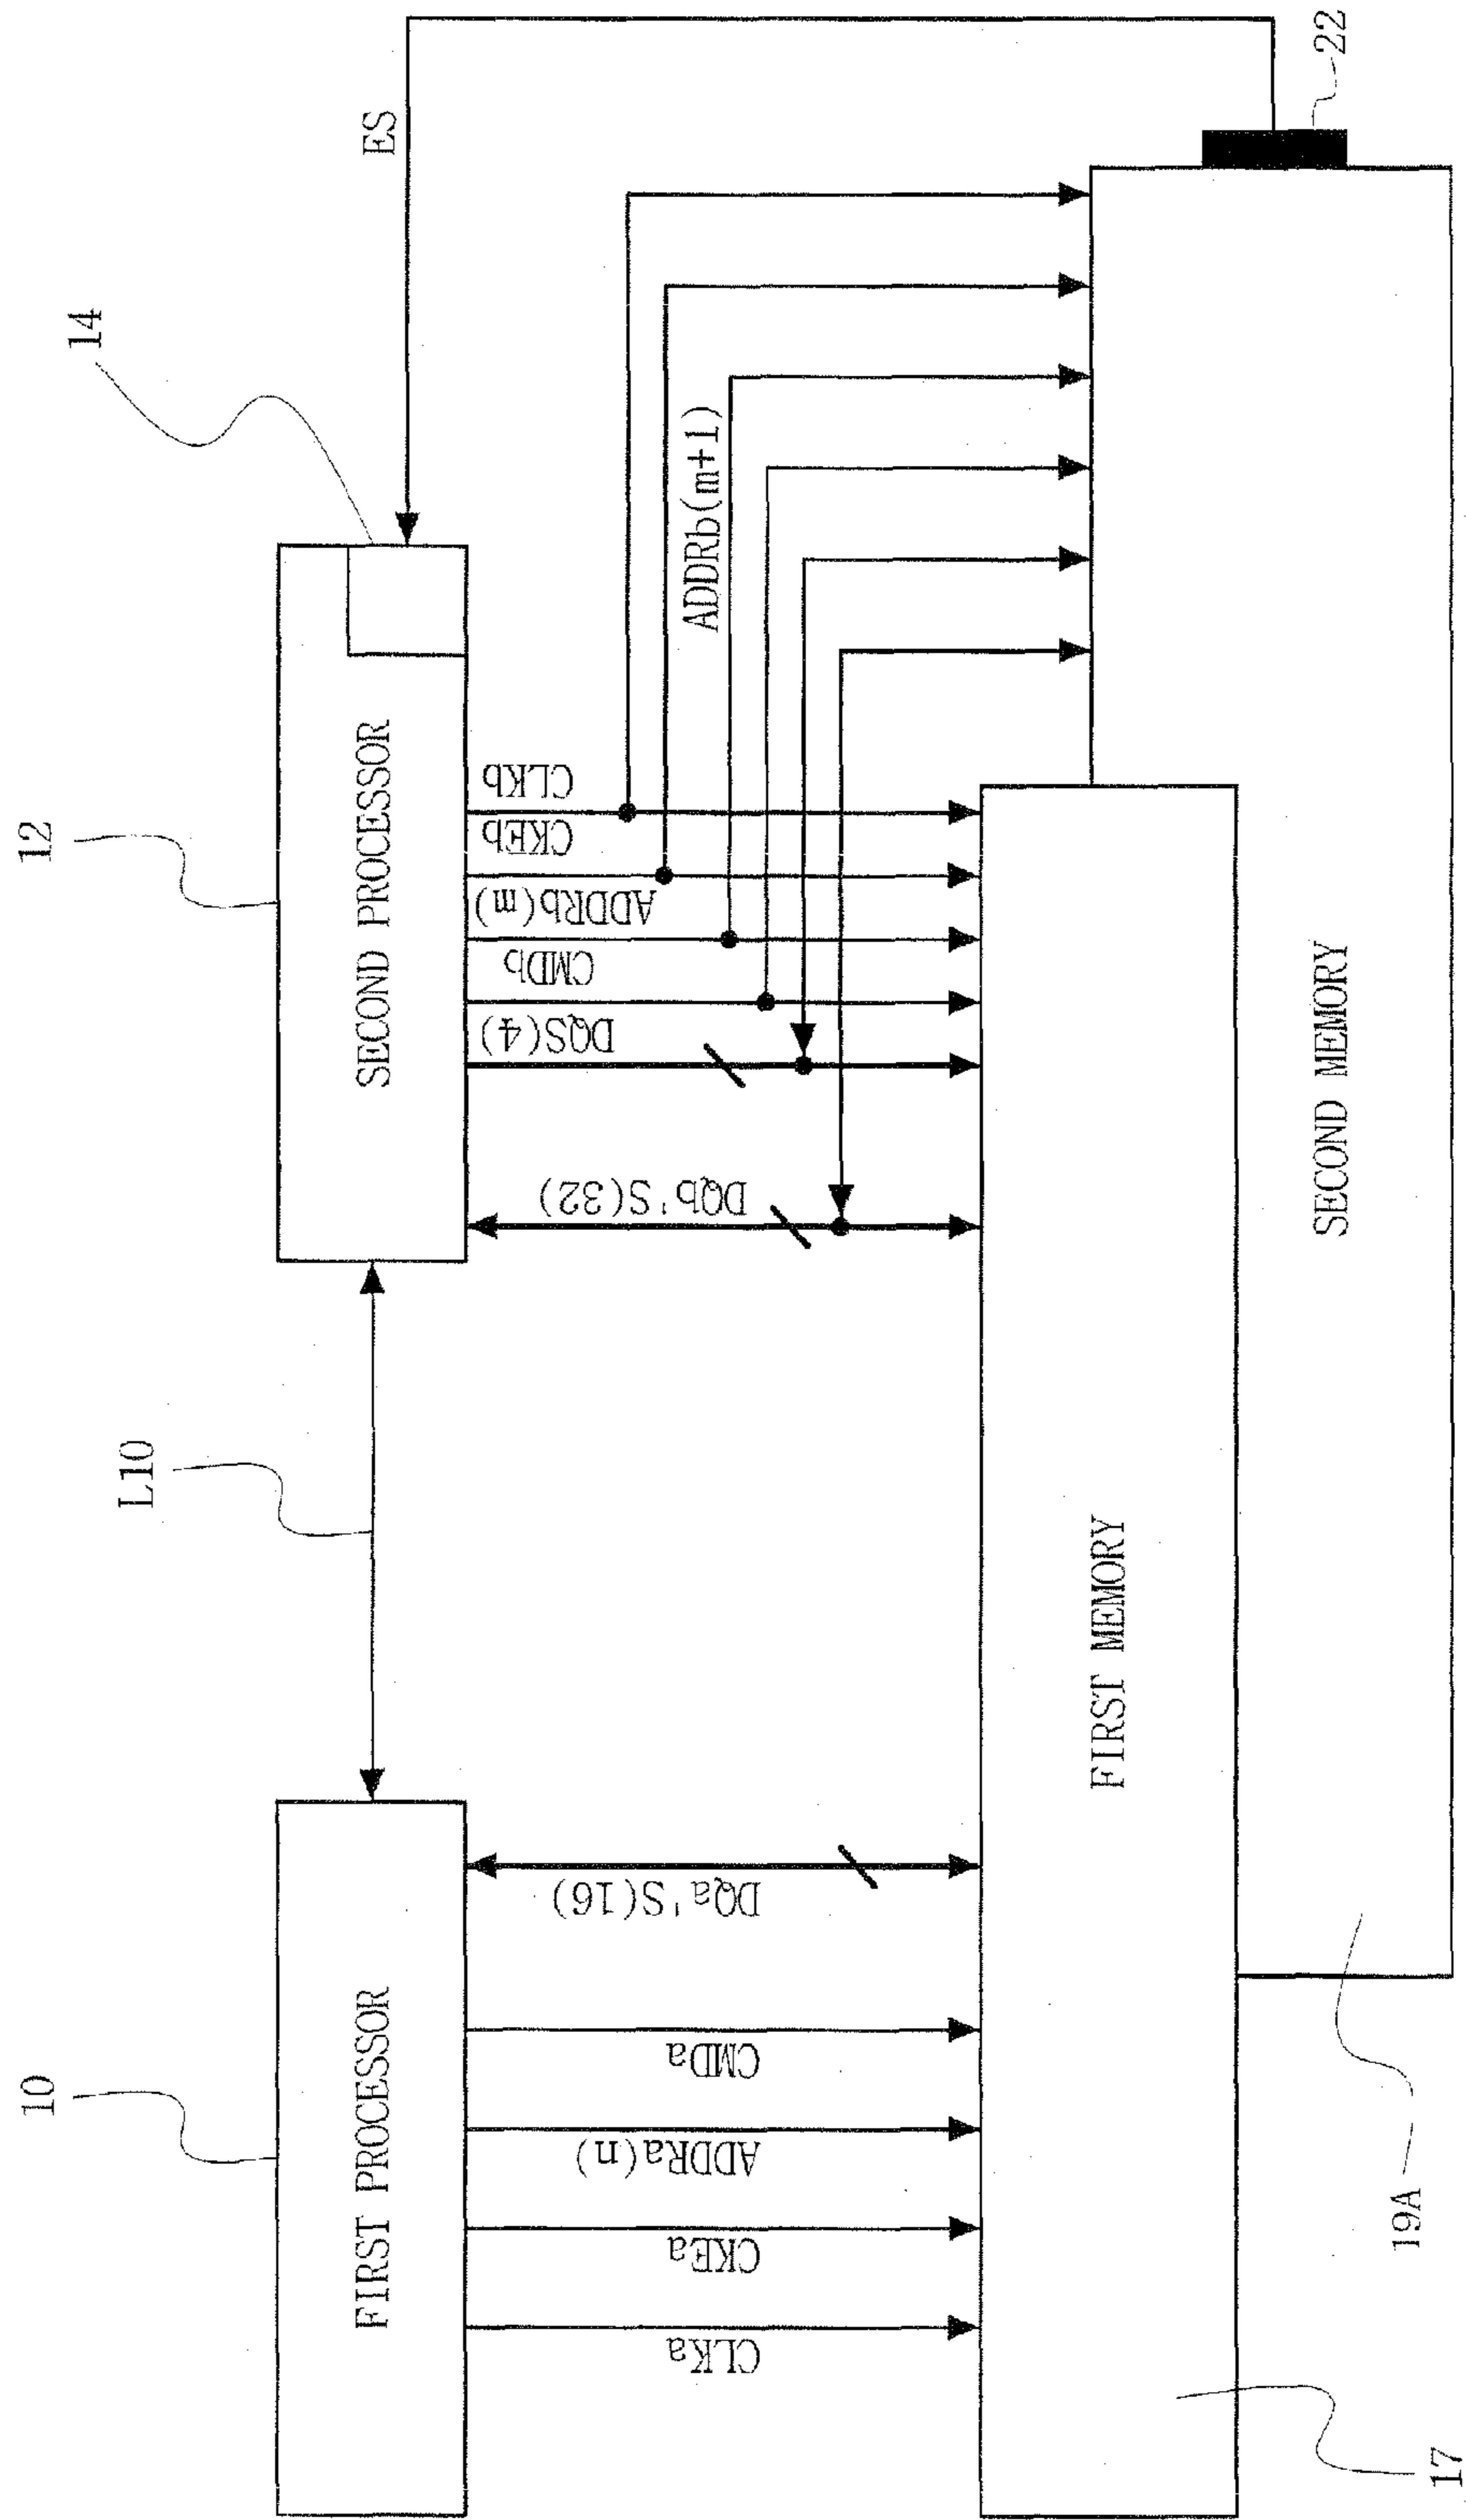 10
L10
12
14
22
FIRST PROCESSOR
SECOND PROCESSOR
ES
CLKa
CKEa
ADDRa(n)
CMDa
DQa'S(16)
DQb'S(32)
DQS(4)
CMDb
ADDRb(m)
CKEb
CLKb
ADDRb(m+1)
FIRST MEMORY
SECOND MEMORY
17
19A